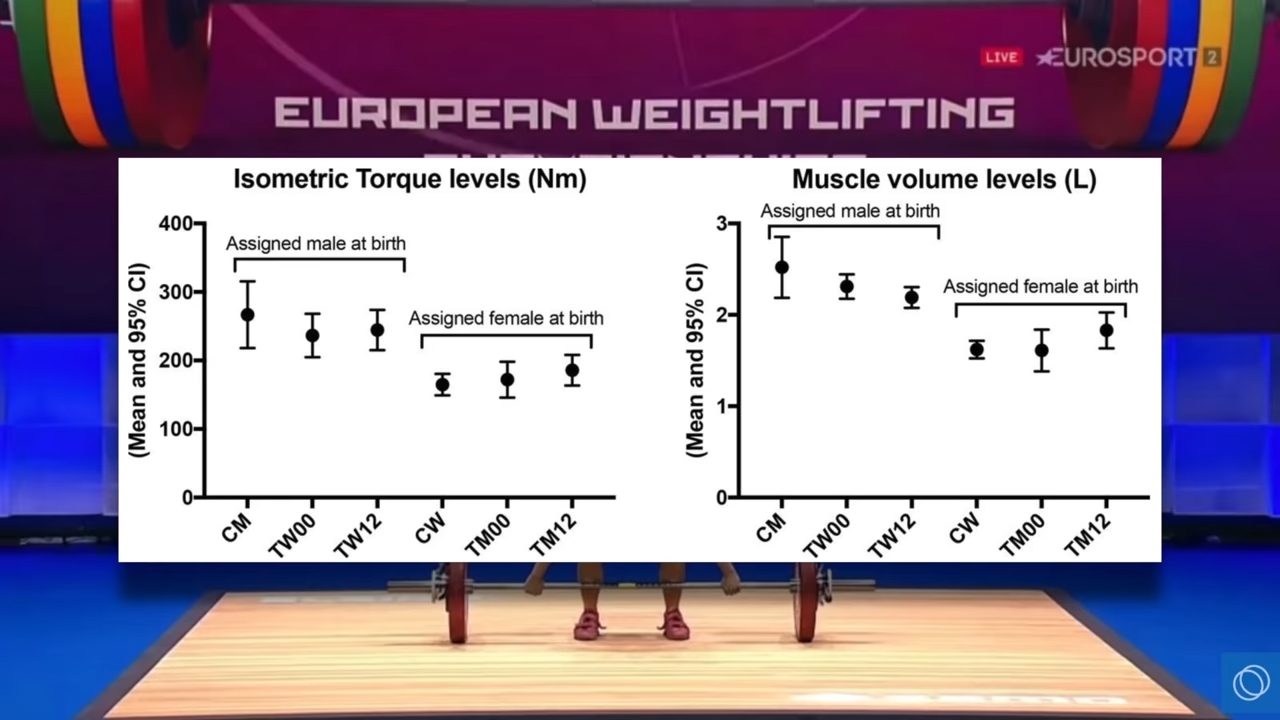 LIVE EUROSPORT 2
EUROPEAN WEIGHTLIFTING
Isometric Torque levels (Nm)
(Mean and 95% CI)
400
300
200
100
0
Assigned male at birth
Assigned female at birth
CM
TW00
TW12
CW
TM00
TM12
Muscle volume levels (L)
(Mean and 95% CI)
3
2
1
0
Assigned male at birth
Assigned female at birth
CM
TW00
TW12
CW
TM00
TM12